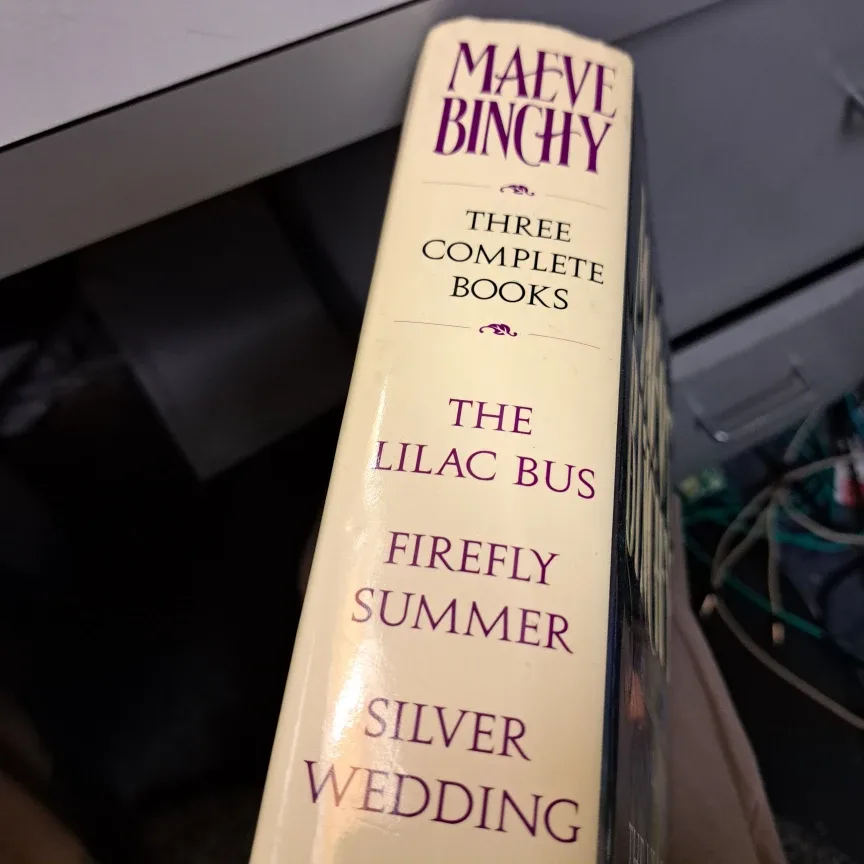 MAEVE
BINCHY
THREE
COMPLETE
BOOKS
THE
LILAC BUS
FIREFLY
SUMMER
SILVER
WEDDING